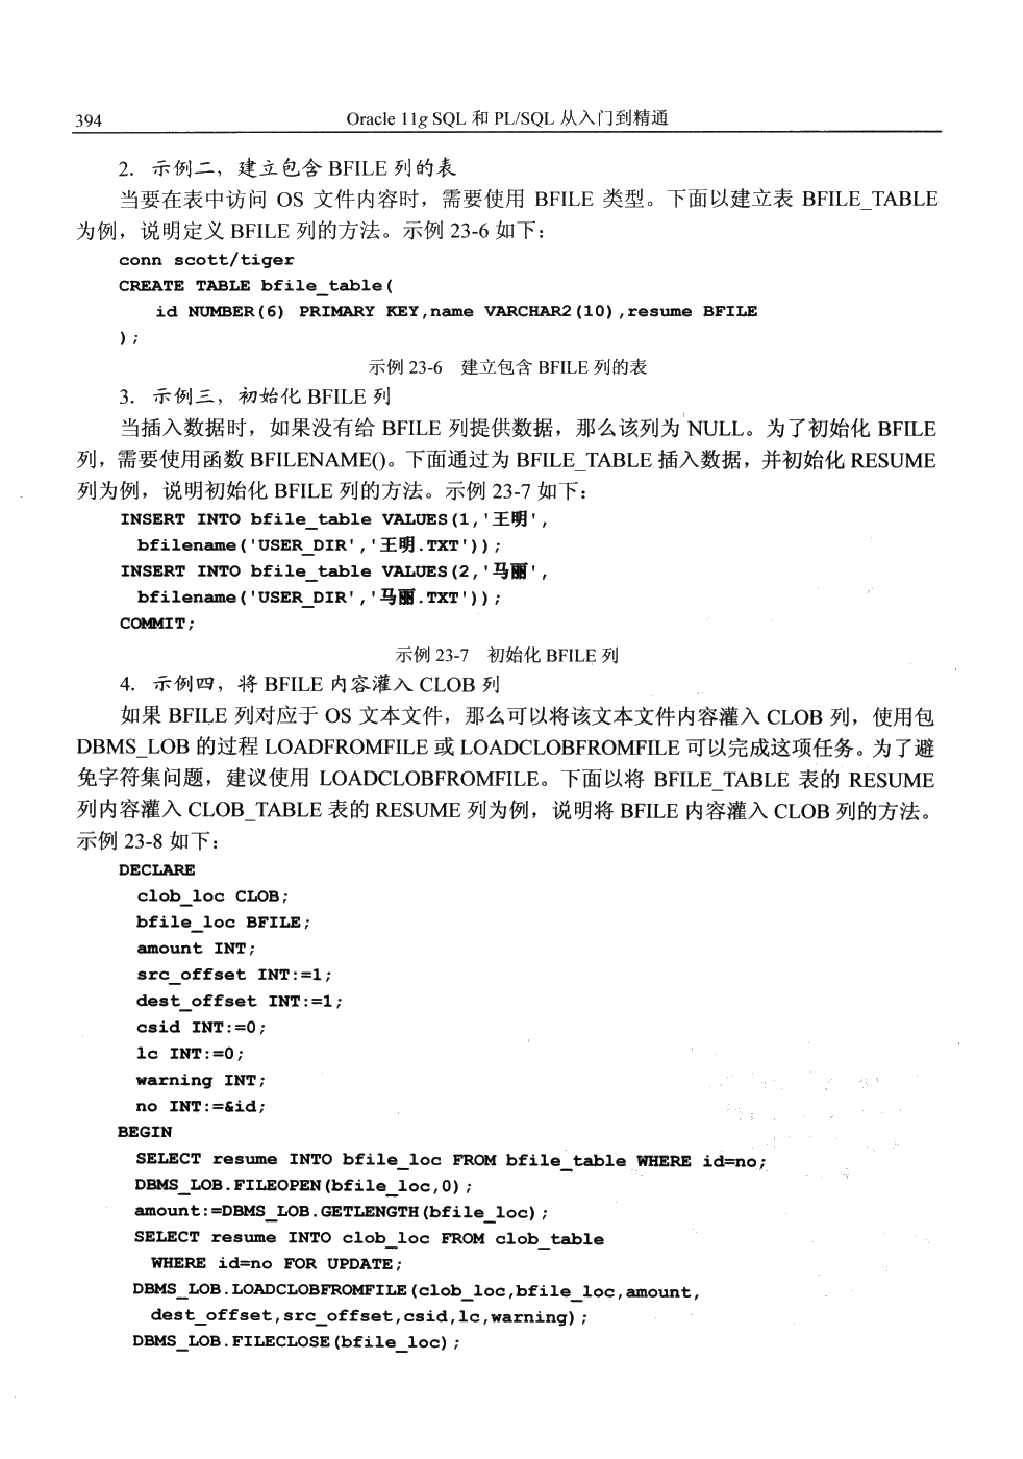 394 Oracle 11g SQL 和 PL/SQL 从入门到精通
2. 示例二，建立包含 BFILE 列的表
当要在表中访问 OS 文件内容时，需要使用 BFILE 类型。下面以建立表 BFILE_TABLE
为例，说明定义 BFILE 列的方法。示例 23-6 如下：
conn scott/tiger
CREATE TABLE bfile_table(
id NUMBER(6) PRIMARY KEY,name VARCHAR2(10),resume BFILE
);
示例 23-6 建立包含 BFILE 列的表
3. 示例三，初始化 BFILE 列
当插入数据时，如果没有给 BFILE 列提供数据，那么该列为 NULL。为了初始化 BFILE
列，需要使用函数 BFILENAME()。下面通过为 BFILE_TABLE 插入数据，并初始化 RESUME
列为例，说明初始化 BFILE 列的方法。示例 23-7 如下：
INSERT INTO bfile_table VALUES(1,'王明',
bfilename('USER_DIR','王明.TXT'));
INSERT INTO bfile_table VALUES(2,'马丽',
bfilename('USER_DIR','马丽.TXT'));
COMMIT;
示例 23-7 初始化 BFILE 列
4. 示例四，将 BFILE 内容灌入 CLOB 列
如果 BFILE 列对应于 OS 文本文件，那么可以将该文本文件内容灌入 CLOB 列，使用包
DBMS_LOB 的过程 LOADFROMFILE 或 LOADCLOBFROMFILE 可以完成这项任务。为了避
免字符集问题，建议使用 LOADCLOBFROMFILE。下面以将 BFILE_TABLE 表的 RESUME
列内容灌入 CLOB_TABLE 表的 RESUME 列为例，说明将 BFILE 内容灌入 CLOB 列的方法。
示例 23-8 如下：
DECLARE
clob_loc CLOB;
bfile_loc BFILE;
amount INT;
src_offset INT:=1;
dest_offset INT:=1;
csid INT:=0;
lc INT:=0;
warning INT;
no INT:=&id;
BEGIN
SELECT resume INTO bfile_loc FROM bfile_table WHERE id=no;
DBMS_LOB.FILEOPEN(bfile_loc,0);
amount:=DBMS_LOB.GETLENGTH(bfile_loc);
SELECT resume INTO clob_loc FROM clob_table
WHERE id=no FOR UPDATE;
DBMS_LOB.LOADCLOBFROMFILE(clob_loc,bfile_loc,amount,
dest_offset,src_offset,csid,lc,warning);
DBMS_LOB.FILECLOSE(bfile_loc);